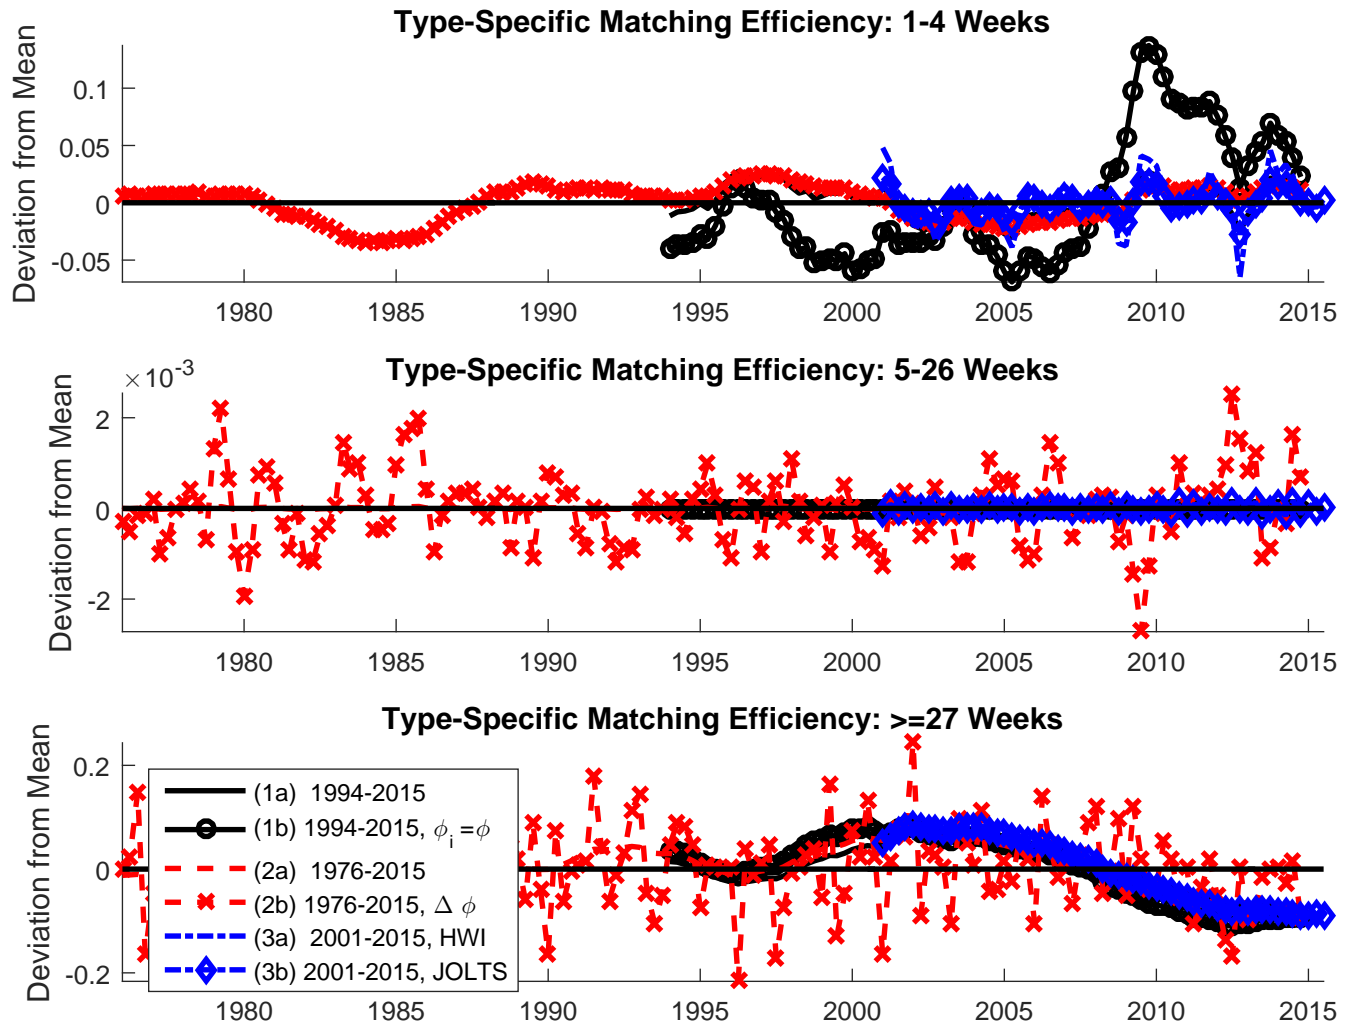 Type-Specific Matching Efficiency: 1-4 Weeks
Deviation from Mean
0.1
0.05
0
-0.05
1980 1985 1990 1995 2000 2005 2010 2015
Type-Specific Matching Efficiency: 5-26 Weeks
×10⁻³
Deviation from Mean
2
0
-2
1980 1985 1990 1995 2000 2005 2010 2015
Type-Specific Matching Efficiency: >=27 Weeks
Deviation from Mean
0.2
0
-0.2
(1a) 1994-2015
(1b) 1994-2015, ϕᵢ=ϕ
(2a) 1976-2015
(2b) 1976-2015, Δ ϕ
(3a) 2001-2015, HWI
(3b) 2001-2015, JOLTS
1980 1985 1990 1995 2000 2005 2010 2015